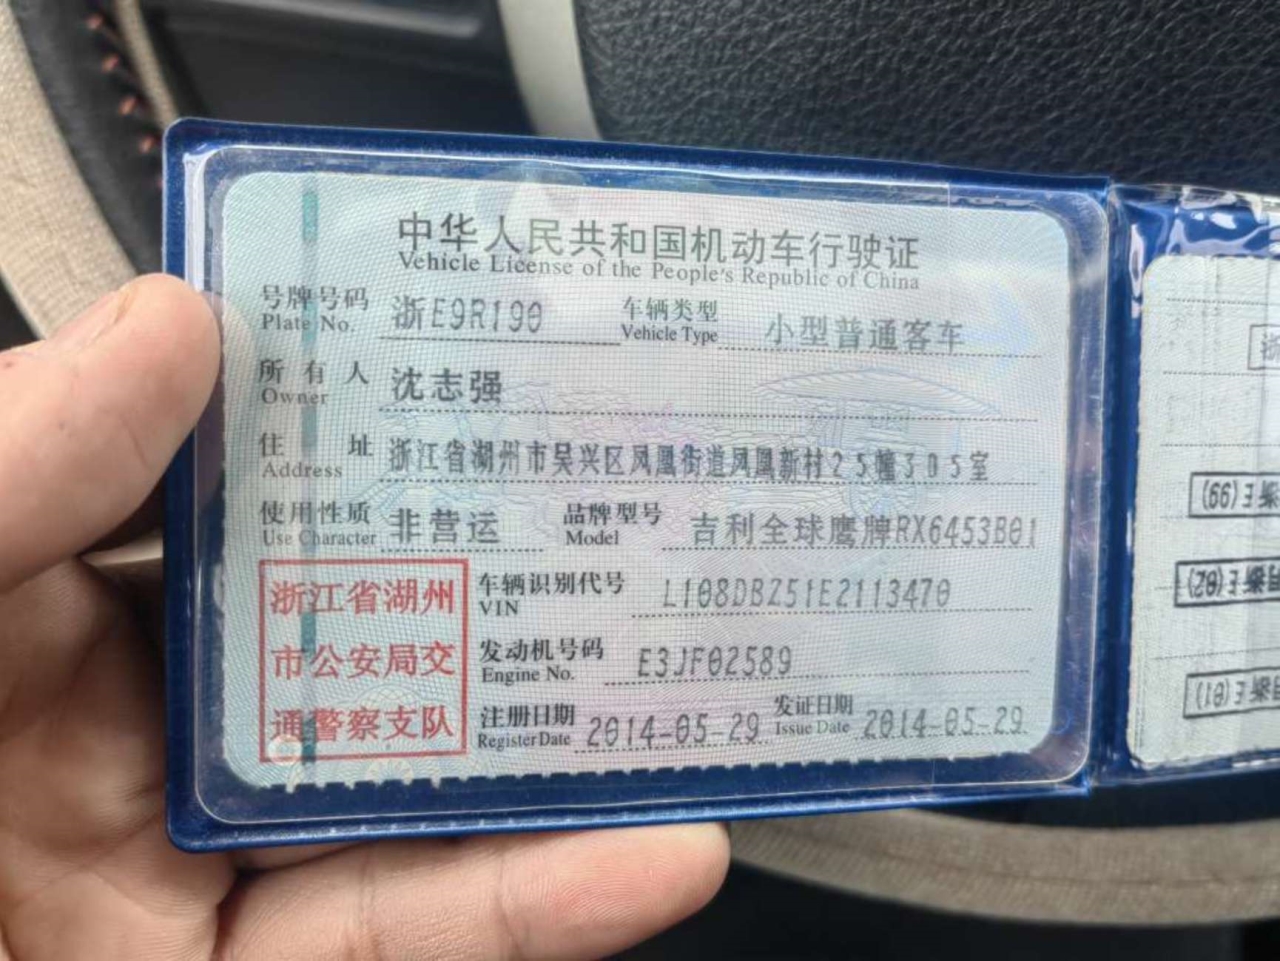 中华人民共和国机动车行驶证
Vehicle License of the People's Republic of China
号牌号码 浙E9R190 车辆类型 小型普通客车
Plate No. Vehicle Type
所有人 沈志强
Owner
住址 浙江省湖州市吴兴区凤凰街道凤凰新村25幢305室
Address
使用性质 非营运 品牌型号 吉利全球鹰牌RX6453B01
Use Character Model
浙江省湖州
市公安局交
通警察支队
车辆识别代号 L108DBZ51E2113470
VIN
发动机号码 E3JF02589
Engine No.
注册日期 2014-05-29 发证日期 2014-05-29
Register Date Issue Date